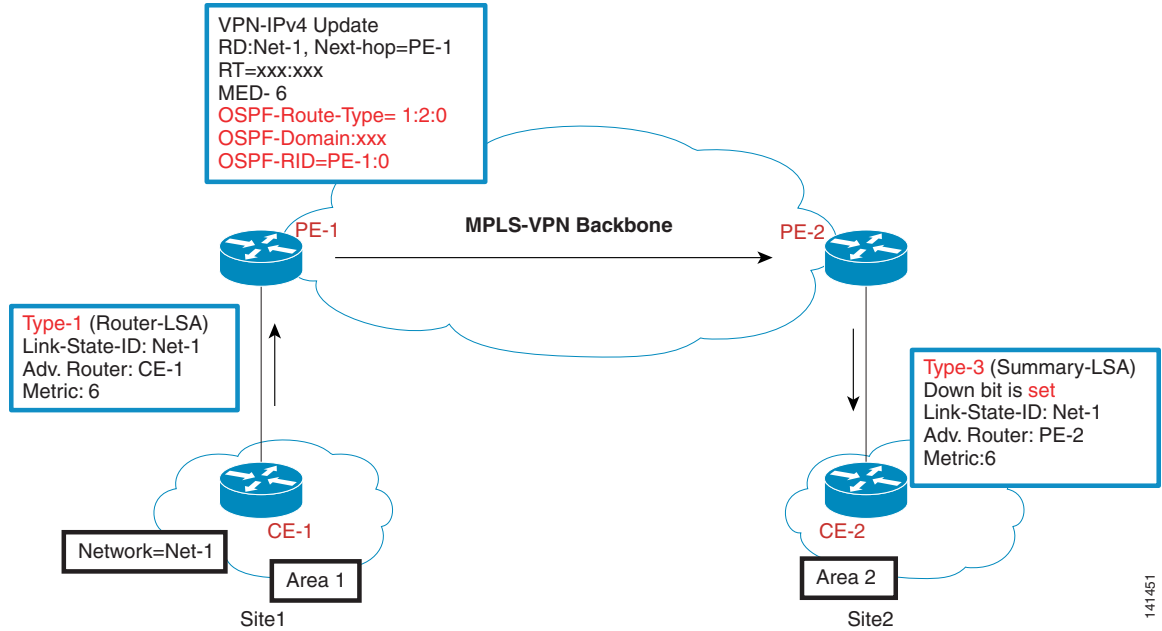 VPN-IPv4 Update
RD:Net-1, Next-hop=PE-1
RT=xxx:xxx
MED- 6
OSPF-Route-Type= 1:2:0
OSPF-Domain:xxx
OSPF-RID=PE-1:0
PE-1
MPLS-VPN Backbone
PE-2
Type-1 (Router-LSA)
Link-State-ID: Net-1
Adv. Router: CE-1
Metric: 6
Type-3 (Summary-LSA)
Down bit is set
Link-State-ID: Net-1
Adv. Router: PE-2
Metric:6
CE-1
CE-2
Network=Net-1
Area 1
Area 2
Site1
Site2
141451